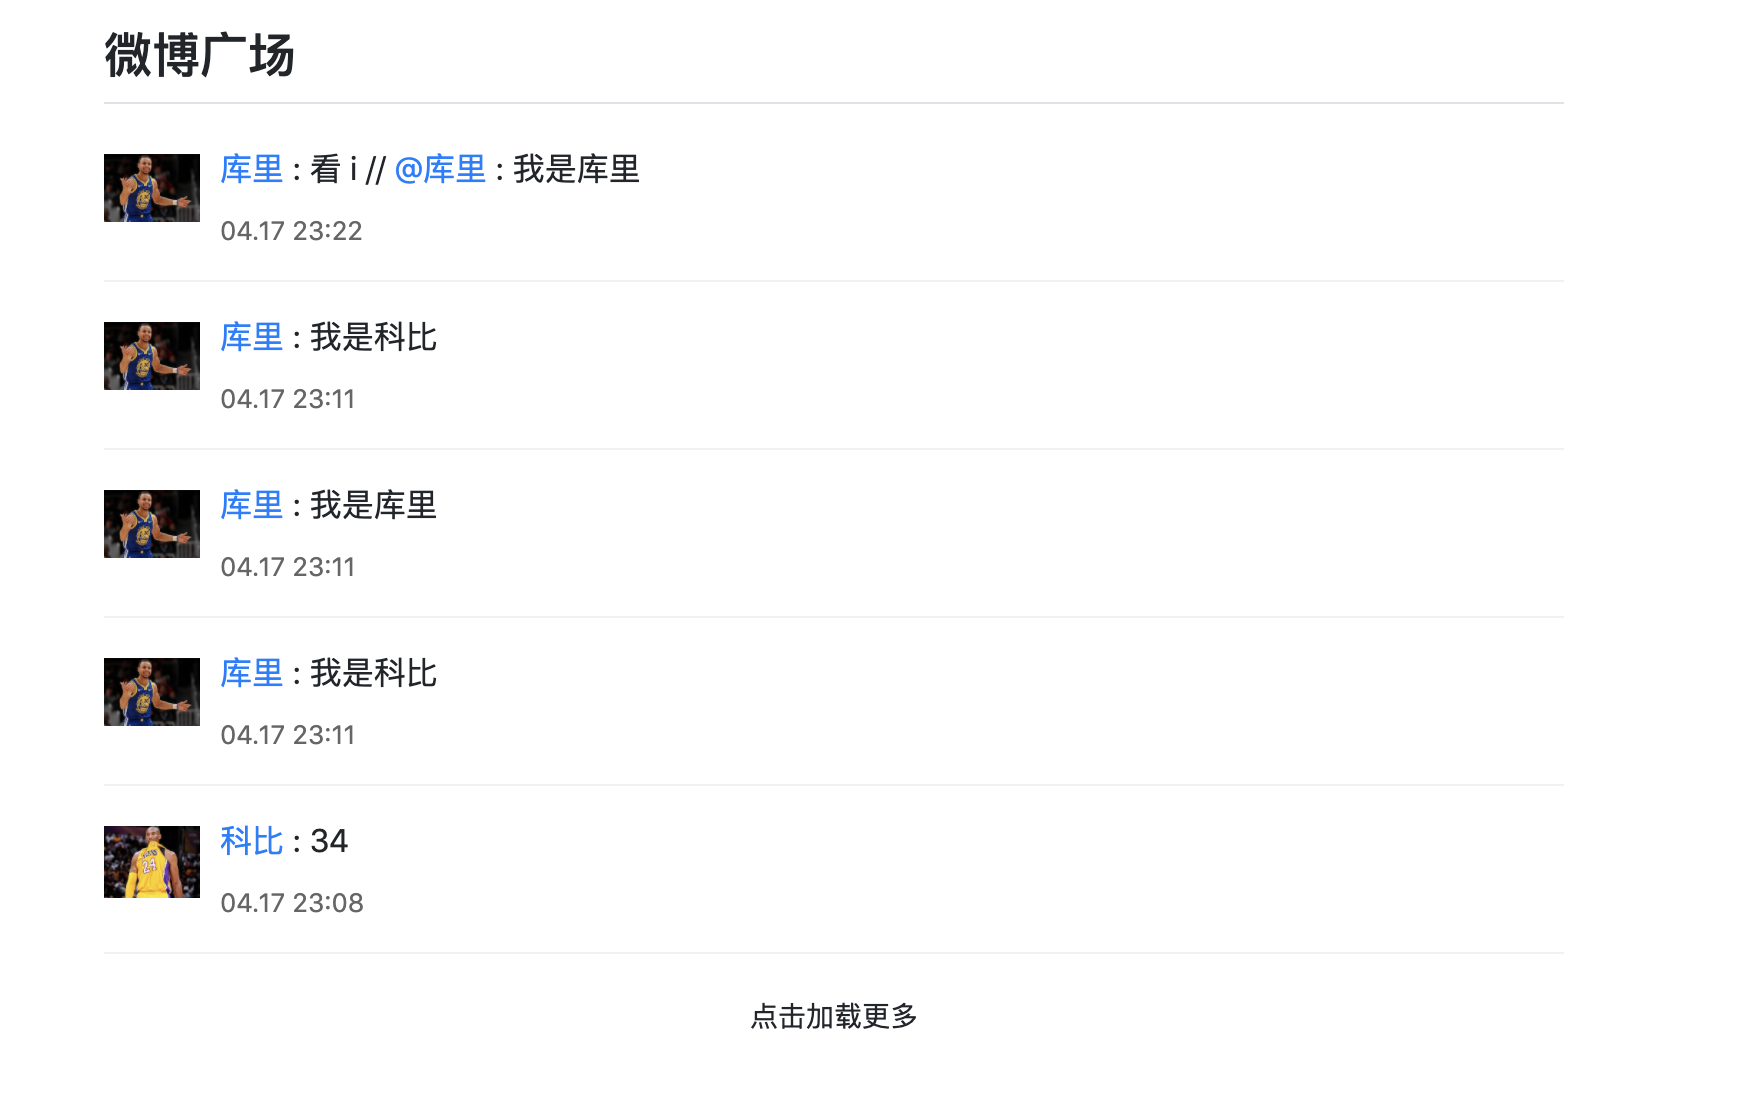 微博广场
库里 : 看 i // @库里 : 我是库里
04.17 23:22
库里 : 我是科比
04.17 23:11
库里 : 我是库里
04.17 23:11
库里 : 我是科比
04.17 23:11
24
科比 : 34
04.17 23:08
点击加载更多